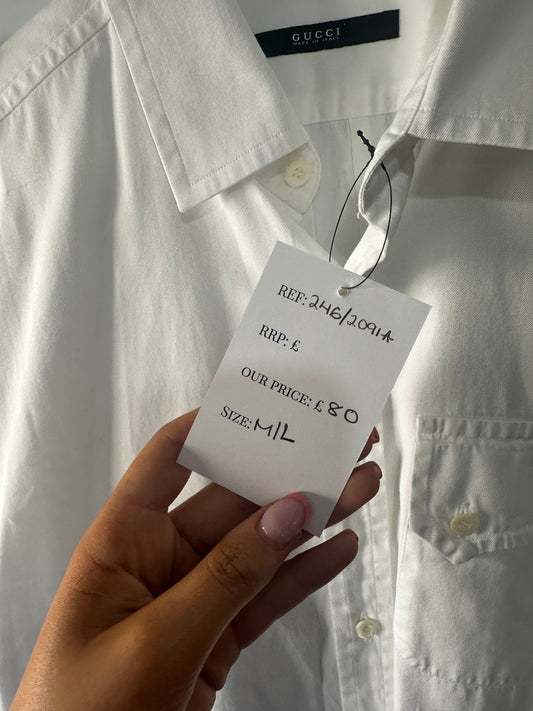 GUCCI
MADE IN ITALY
REF: 246/2091A
RRP: £
OUR PRICE: £ 80
SIZE: M/L